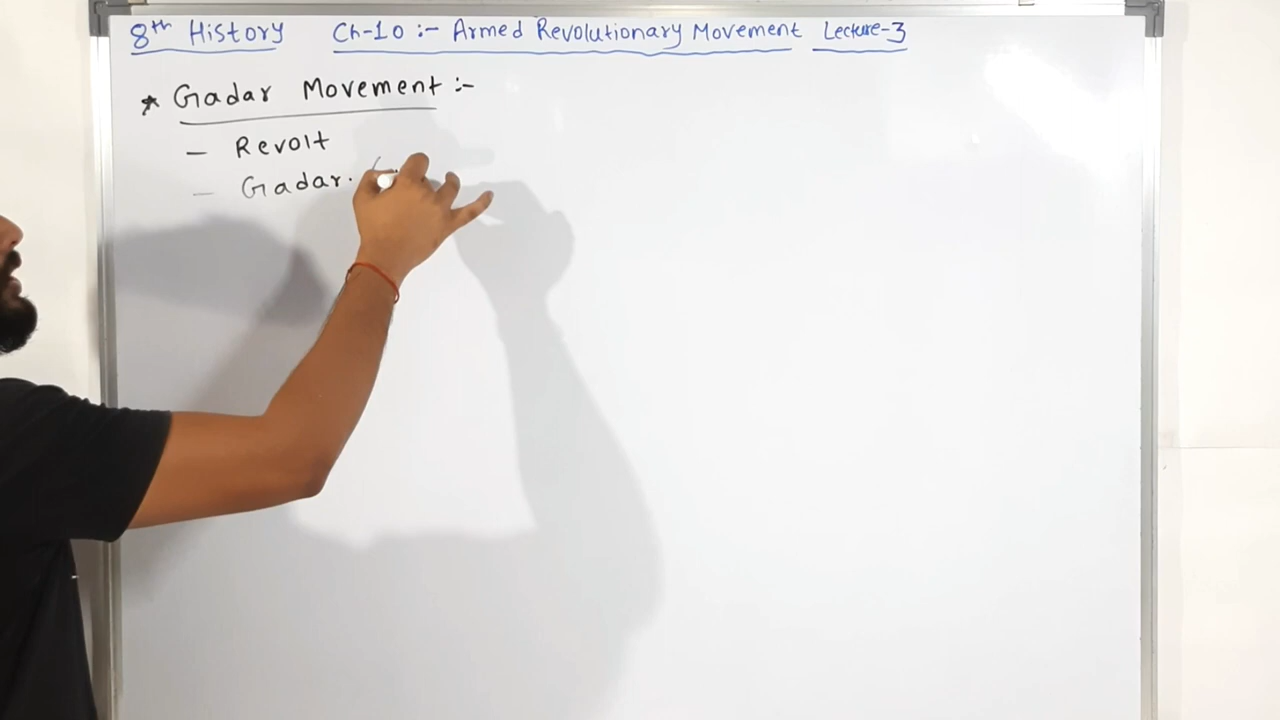 8th History Ch-10 :- Armed Revolutionary Movement Lecture-3
* Gadar Movement :-
- Revolt
- Gadar.